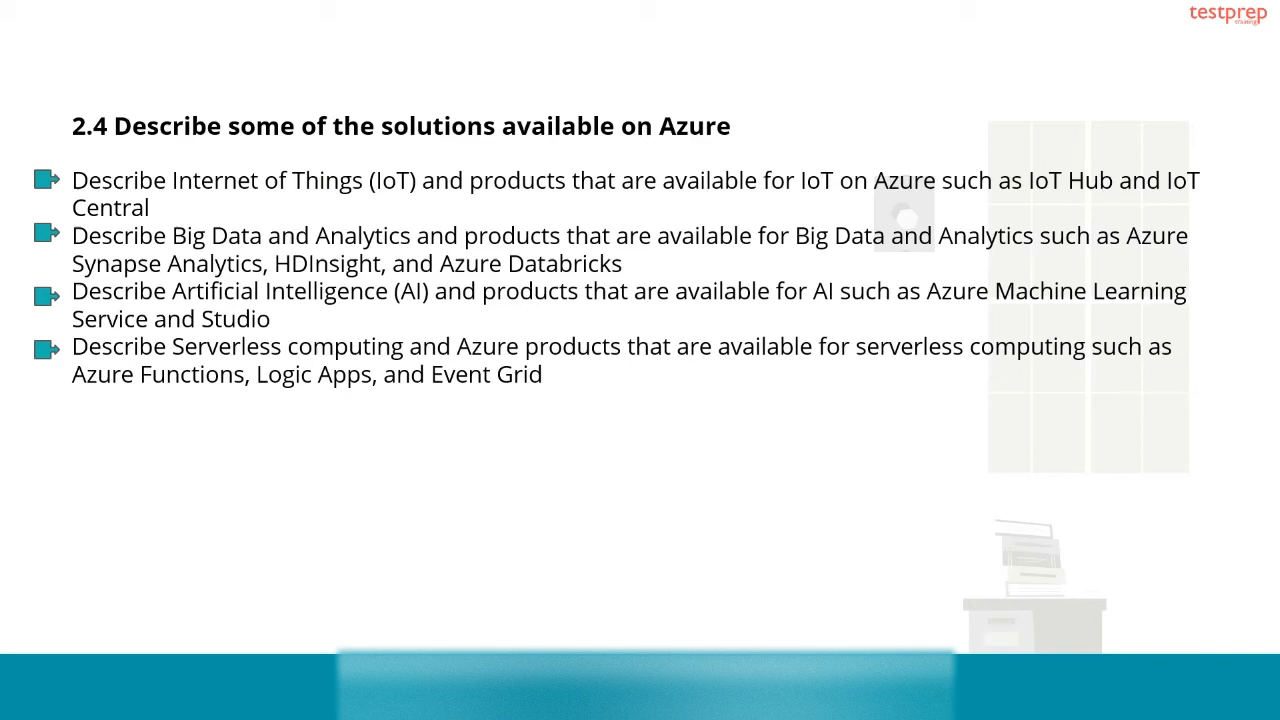 testprep
training
2.4 Describe some of the solutions available on Azure
Describe Internet of Things (IoT) and products that are available for IoT on Azure such as IoT Hub and IoT
Central
Describe Big Data and Analytics and products that are available for Big Data and Analytics such as Azure
Synapse Analytics, HDInsight, and Azure Databricks
Describe Artificial Intelligence (AI) and products that are available for AI such as Azure Machine Learning
Service and Studio
Describe Serverless computing and Azure products that are available for serverless computing such as
Azure Functions, Logic Apps, and Event Grid